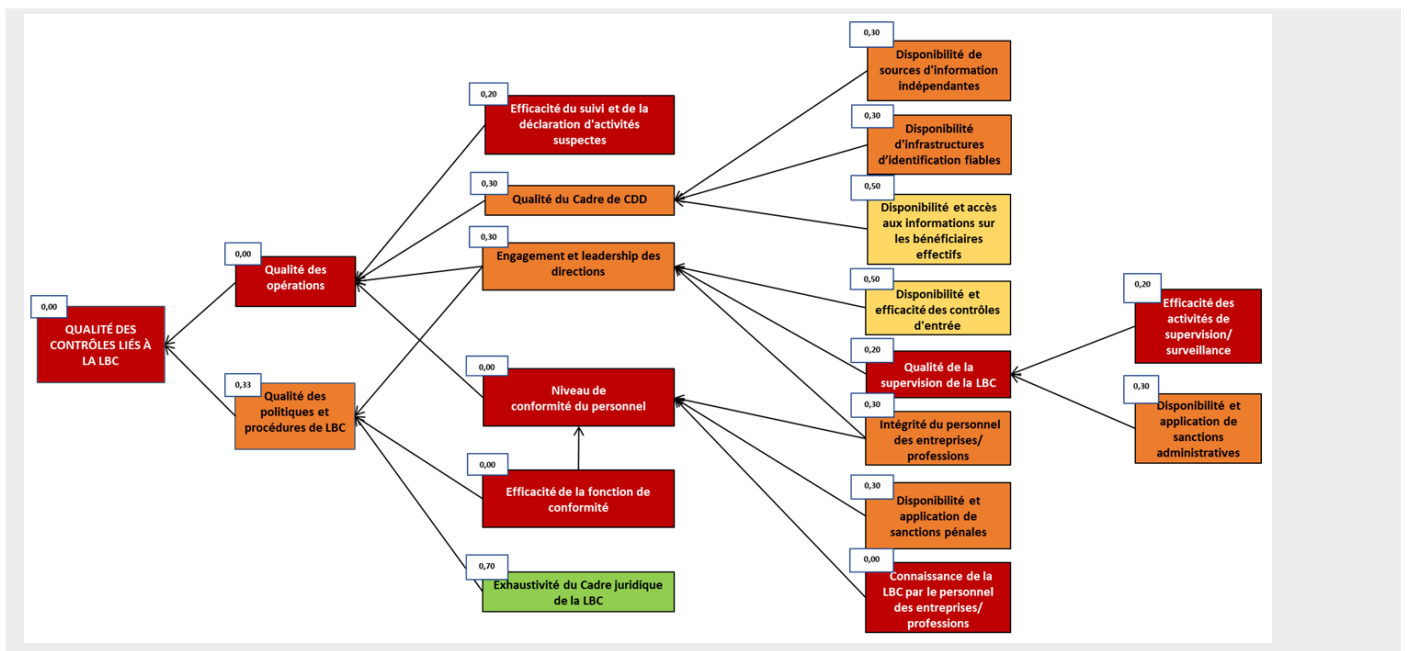 0,00
QUALITÉ DES
CONTRÔLES LIÉS À
LA LBC
0,00
Qualité des
opérations
0,33
Qualité des
politiques et
procédures de LBC
0,20
Efficacité du suivi et de la
déclaration d'activités
suspectes
0,30
Qualité du Cadre de CDD
0,30
Engagement et leadership des
directions
0,00
Niveau de
conformité du personnel
0,00
Efficacité de la fonction de
conformité
0,70
Exhaustivité du Cadre juridique
de la LBC
0,30
Disponibilité de
sources d'information
indépendantes
0,30
Disponibilité
d'infrastructures
d’identification fiables
0,50
Disponibilité et accès
aux informations sur
les bénéficiaires
effectifs
0,50
Disponibilité et
efficacité des contrôles
d'entrée
0,20
Qualité de la
supervision de la LBC
0,30
Intégrité du personnel
des entreprises/
professions
0,30
Disponibilité et
application de
sanctions pénales
0,00
Connaissance de la
LBC par le personnel
des entreprises/
professions
0,20
Efficacité des
activités de
supervision/
surveillance
0,30
Disponibilité et
application de
sanctions
administratives